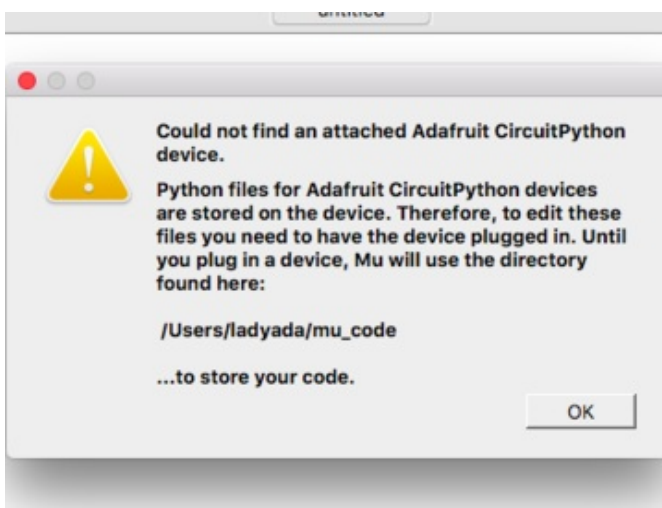 untitled
Could not find an attached Adafruit CircuitPython
device.
Python files for Adafruit CircuitPython devices
are stored on the device. Therefore, to edit these
files you need to have the device plugged in. Until
you plug in a device, Mu will use the directory
found here:
/Users/ladyada/mu_code
...to store your code.
OK